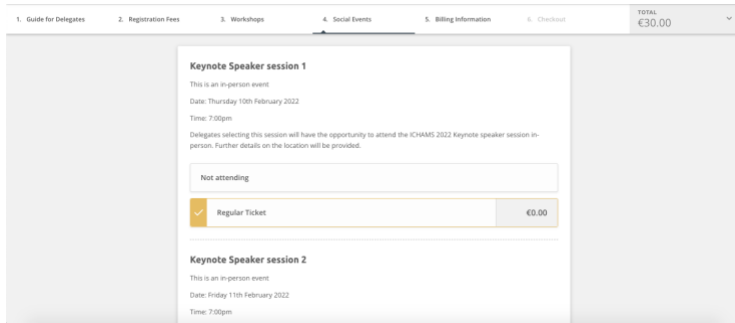 1. Guide for Delegates
2. Registration Fees
3. Workshops
4. Social Events
5. Billing Information
6. Checkout
TOTAL
€30.00
Keynote Speaker session 1
This is an in-person event
Date: Thursday 10th February 2022
Time: 7:00pm
Delegates selecting this session will have the opportunity to attend the ICHAMS 2022 Keynote speaker session in-
person. Further details on the location will be provided.
Not attending
Regular Ticket €0.00
Keynote Speaker session 2
This is an in-person event
Date: Friday 11th February 2022
Time: 7:00pm